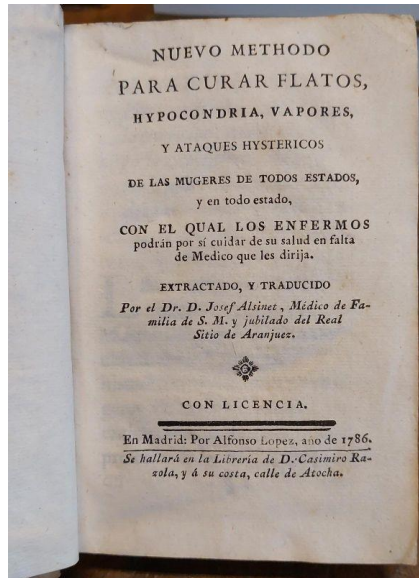 NUEVO METHODO
PARA CURAR FLATOS,
HYPOCONDRIA, VAPORES,
Y ATAQUES HYSTERICOS
DE LAS MUGERES DE TODOS ESTADOS,
y en todo estado,
CON EL QUAL LOS ENFERMOS
podrán por sí cuidar de su salud en falta
de Medico que les dirija.
EXTRACTADO, Y TRADUCIDO
Por el Dr. D. Josef Alsinet, Médico de Fa-
milia de S. M. y jubilado del Real
Sitio de Aranjuez.
CON LICENCIA.
En Madrid: Por Alfonso Lopez, año de 1786.
Se hallará en la Librería de D. Casimiro Ra-
zola, y á su costa, calle de Atocha.